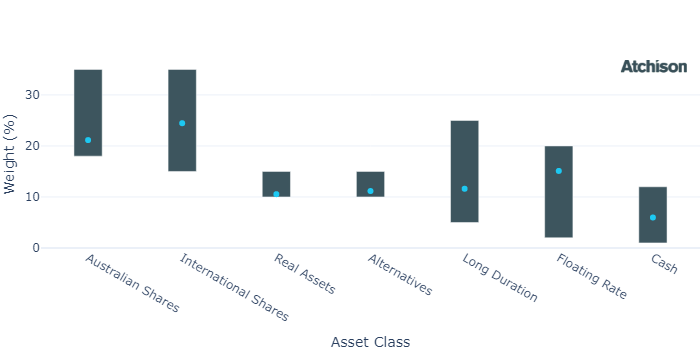 Atchison
Weight (%)
30
20
10
0
Australian Shares
International Shares
Real Assets
Alternatives
Long Duration
Floating Rate
Cash
Asset Class